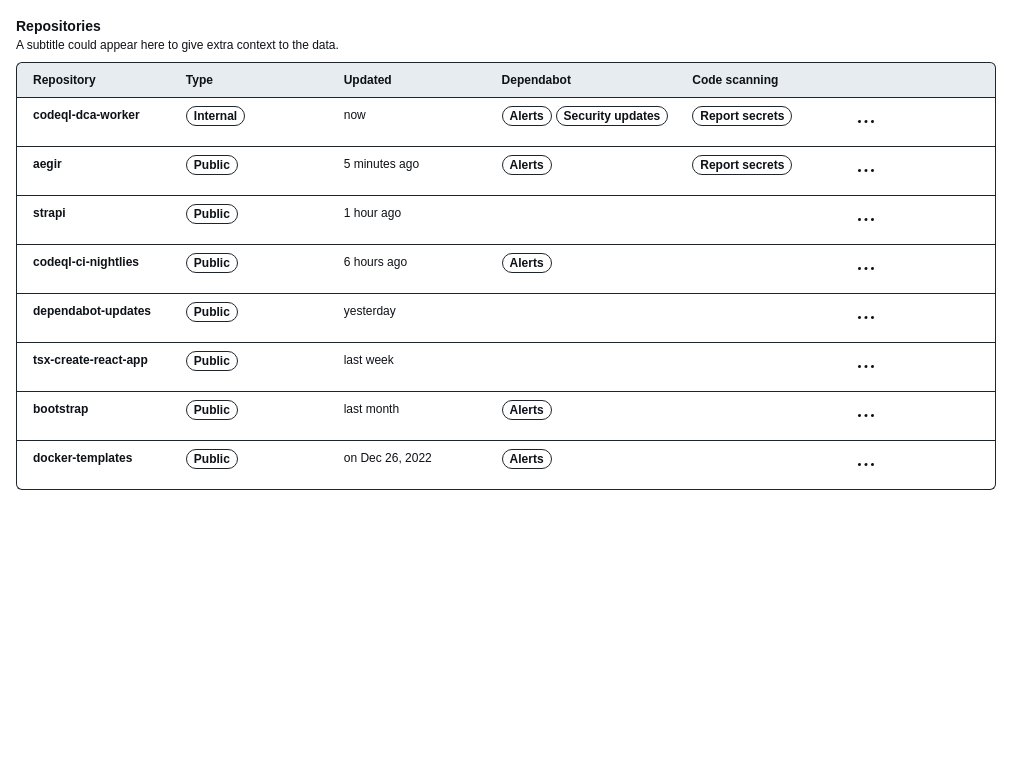 Repositories
A subtitle could appear here to give extra context to the data.
Repository Type Updated Dependabot Code scanning
codeql-dca-worker Internal now Alerts Security updates Report secrets
aegir Public 5 minutes ago Alerts Report secrets
strapi Public 1 hour ago
codeql-ci-nightlies Public 6 hours ago Alerts
dependabot-updates Public yesterday
tsx-create-react-app Public last week
bootstrap Public last month Alerts
docker-templates Public on Dec 26, 2022 Alerts